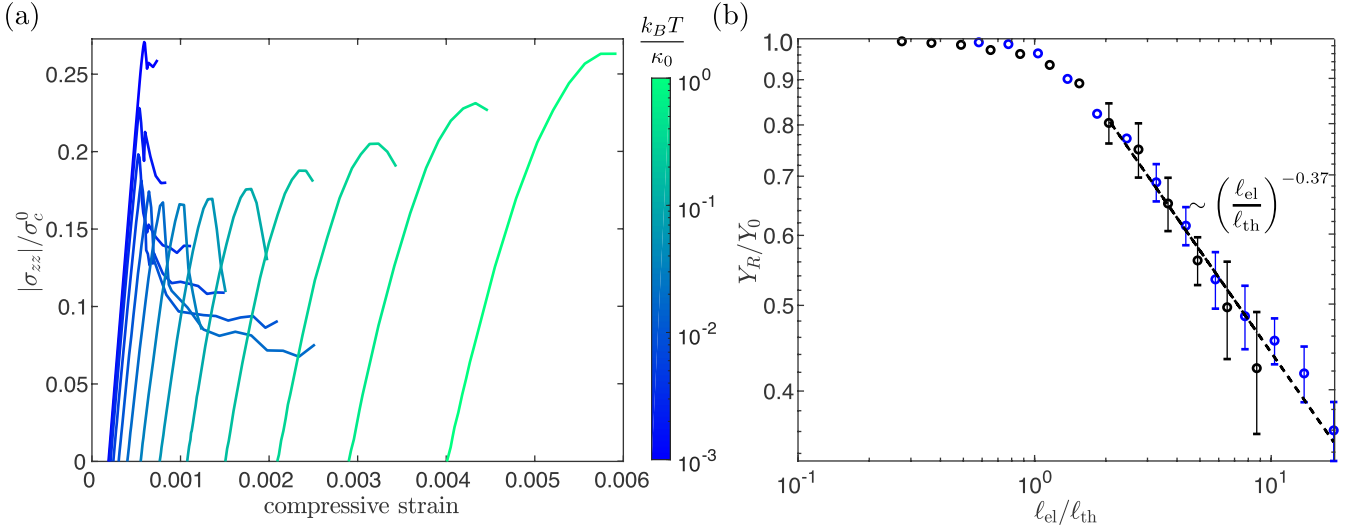 (a)
|σ_zz|/σ_c^0
0.25
0.2
0.15
0.1
0.05
0
0 0.001 0.002 0.003 0.004 0.005 0.006
compressive strain
k_B T / κ_0
10^0
10^-1
10^-2
10^-3
(b)
Y_R/Y_0
1.0
0.9
0.8
0.7
0.6
0.5
0.4
~ (ℓ_el / ℓ_th)^-0.37
10^-1 10^0 10^1
ℓ_el/ℓ_th